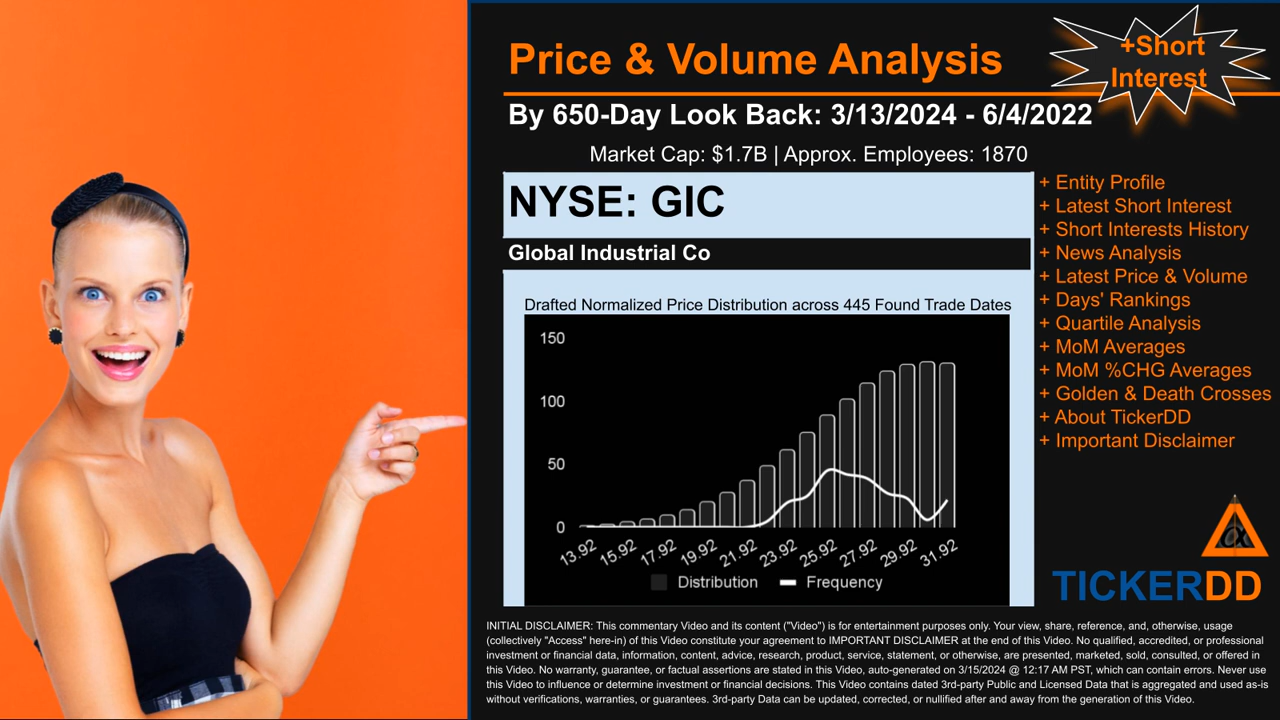 Price & Volume Analysis
+Short
Interest
By 650-Day Look Back: 3/13/2024 - 6/4/2022
Market Cap: $1.7B | Approx. Employees: 1870
NYSE: GIC
Global Industrial Co
Drafted Normalized Price Distribution across 445 Found Trade Dates
150
100
50
0
13.92 15.92 17.92 19.92 21.92 23.92 25.92 27.92 29.92 31.92
Distribution Frequency
+ Entity Profile
+ Latest Short Interest
+ Short Interests History
+ News Analysis
+ Latest Price & Volume
+ Days' Rankings
+ Quartile Analysis
+ MoM Averages
+ MoM %CHG Averages
+ Golden & Death Crosses
+ About TickerDD
+ Important Disclaimer
TICKERDD
INITIAL DISCLAIMER: This commentary Video and its content ("Video") is for entertainment purposes only. Your view, share, reference, and, otherwise, usage
(collectively "Access" here-in) of this Video constitute your agreement to IMPORTANT DISCLAIMER at the end of this Video. No qualified, accredited, or professional
investment or financial data, information, content, advice, research, product, service, statement, or otherwise, are presented, marketed, sold, consulted, or offered in
this Video. No warranty, guarantee, or factual assertions are stated in this Video, auto-generated on 3/15/2024 @ 12:17 AM PST, which can contain errors. Never use
this Video to influence or determine investment or financial decisions. This Video contains dated 3rd-party Public and Licensed Data that is aggregated and used as-is
without verifications, warranties, or guarantees. 3rd-party Data can be updated, corrected, or nullified after and away from the generation of this Video.